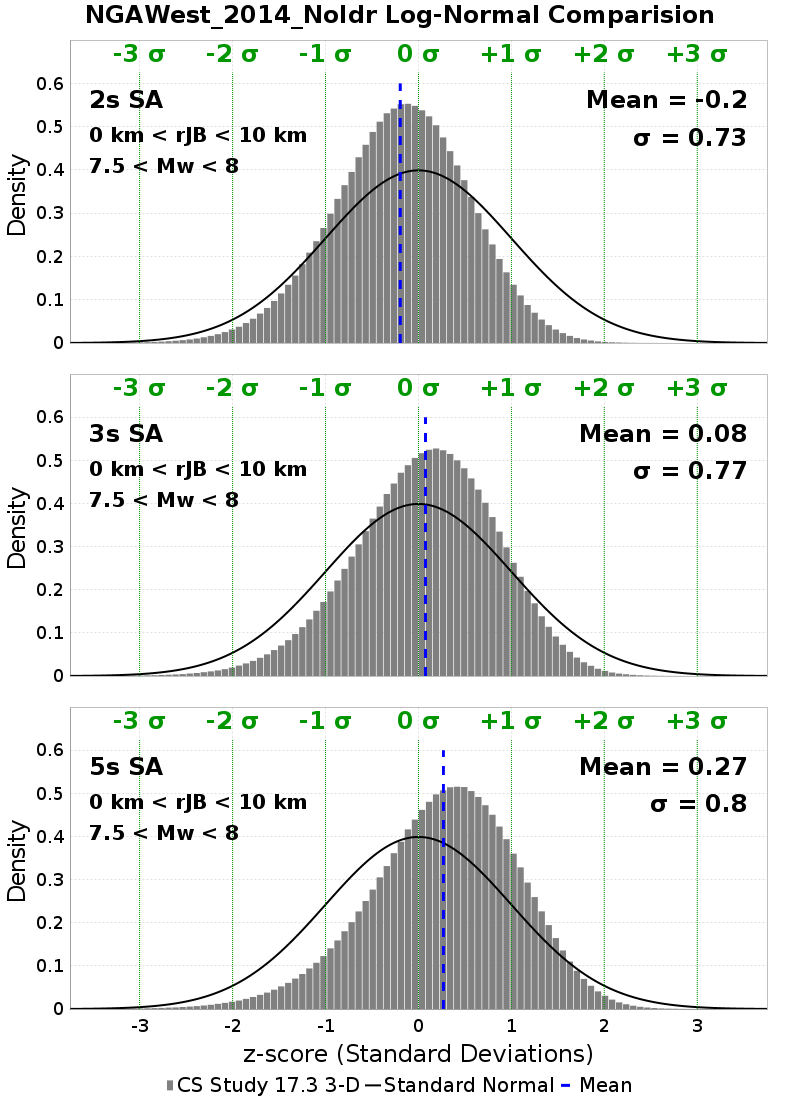 NGAWest_2014_NoIdr Log-Normal Comparision
-3 σ -2 σ -1 σ 0 σ +1 σ +2 σ +3 σ
2s SA
0 km < rJB < 10 km
7.5 < Mw < 8
Mean = -0.2
σ = 0.73
Density
0.6
0.5
0.4
0.3
0.2
0.1
0
-3 σ -2 σ -1 σ 0 σ +1 σ +2 σ +3 σ
3s SA
0 km < rJB < 10 km
7.5 < Mw < 8
Mean = 0.08
σ = 0.77
Density
0.6
0.5
0.4
0.3
0.2
0.1
0
-3 σ -2 σ -1 σ 0 σ +1 σ +2 σ +3 σ
5s SA
0 km < rJB < 10 km
7.5 < Mw < 8
Mean = 0.27
σ = 0.8
Density
0.6
0.5
0.4
0.3
0.2
0.1
0
-3 -2 -1 0 1 2 3
z-score (Standard Deviations)
CS Study 17.3 3-D Standard Normal Mean